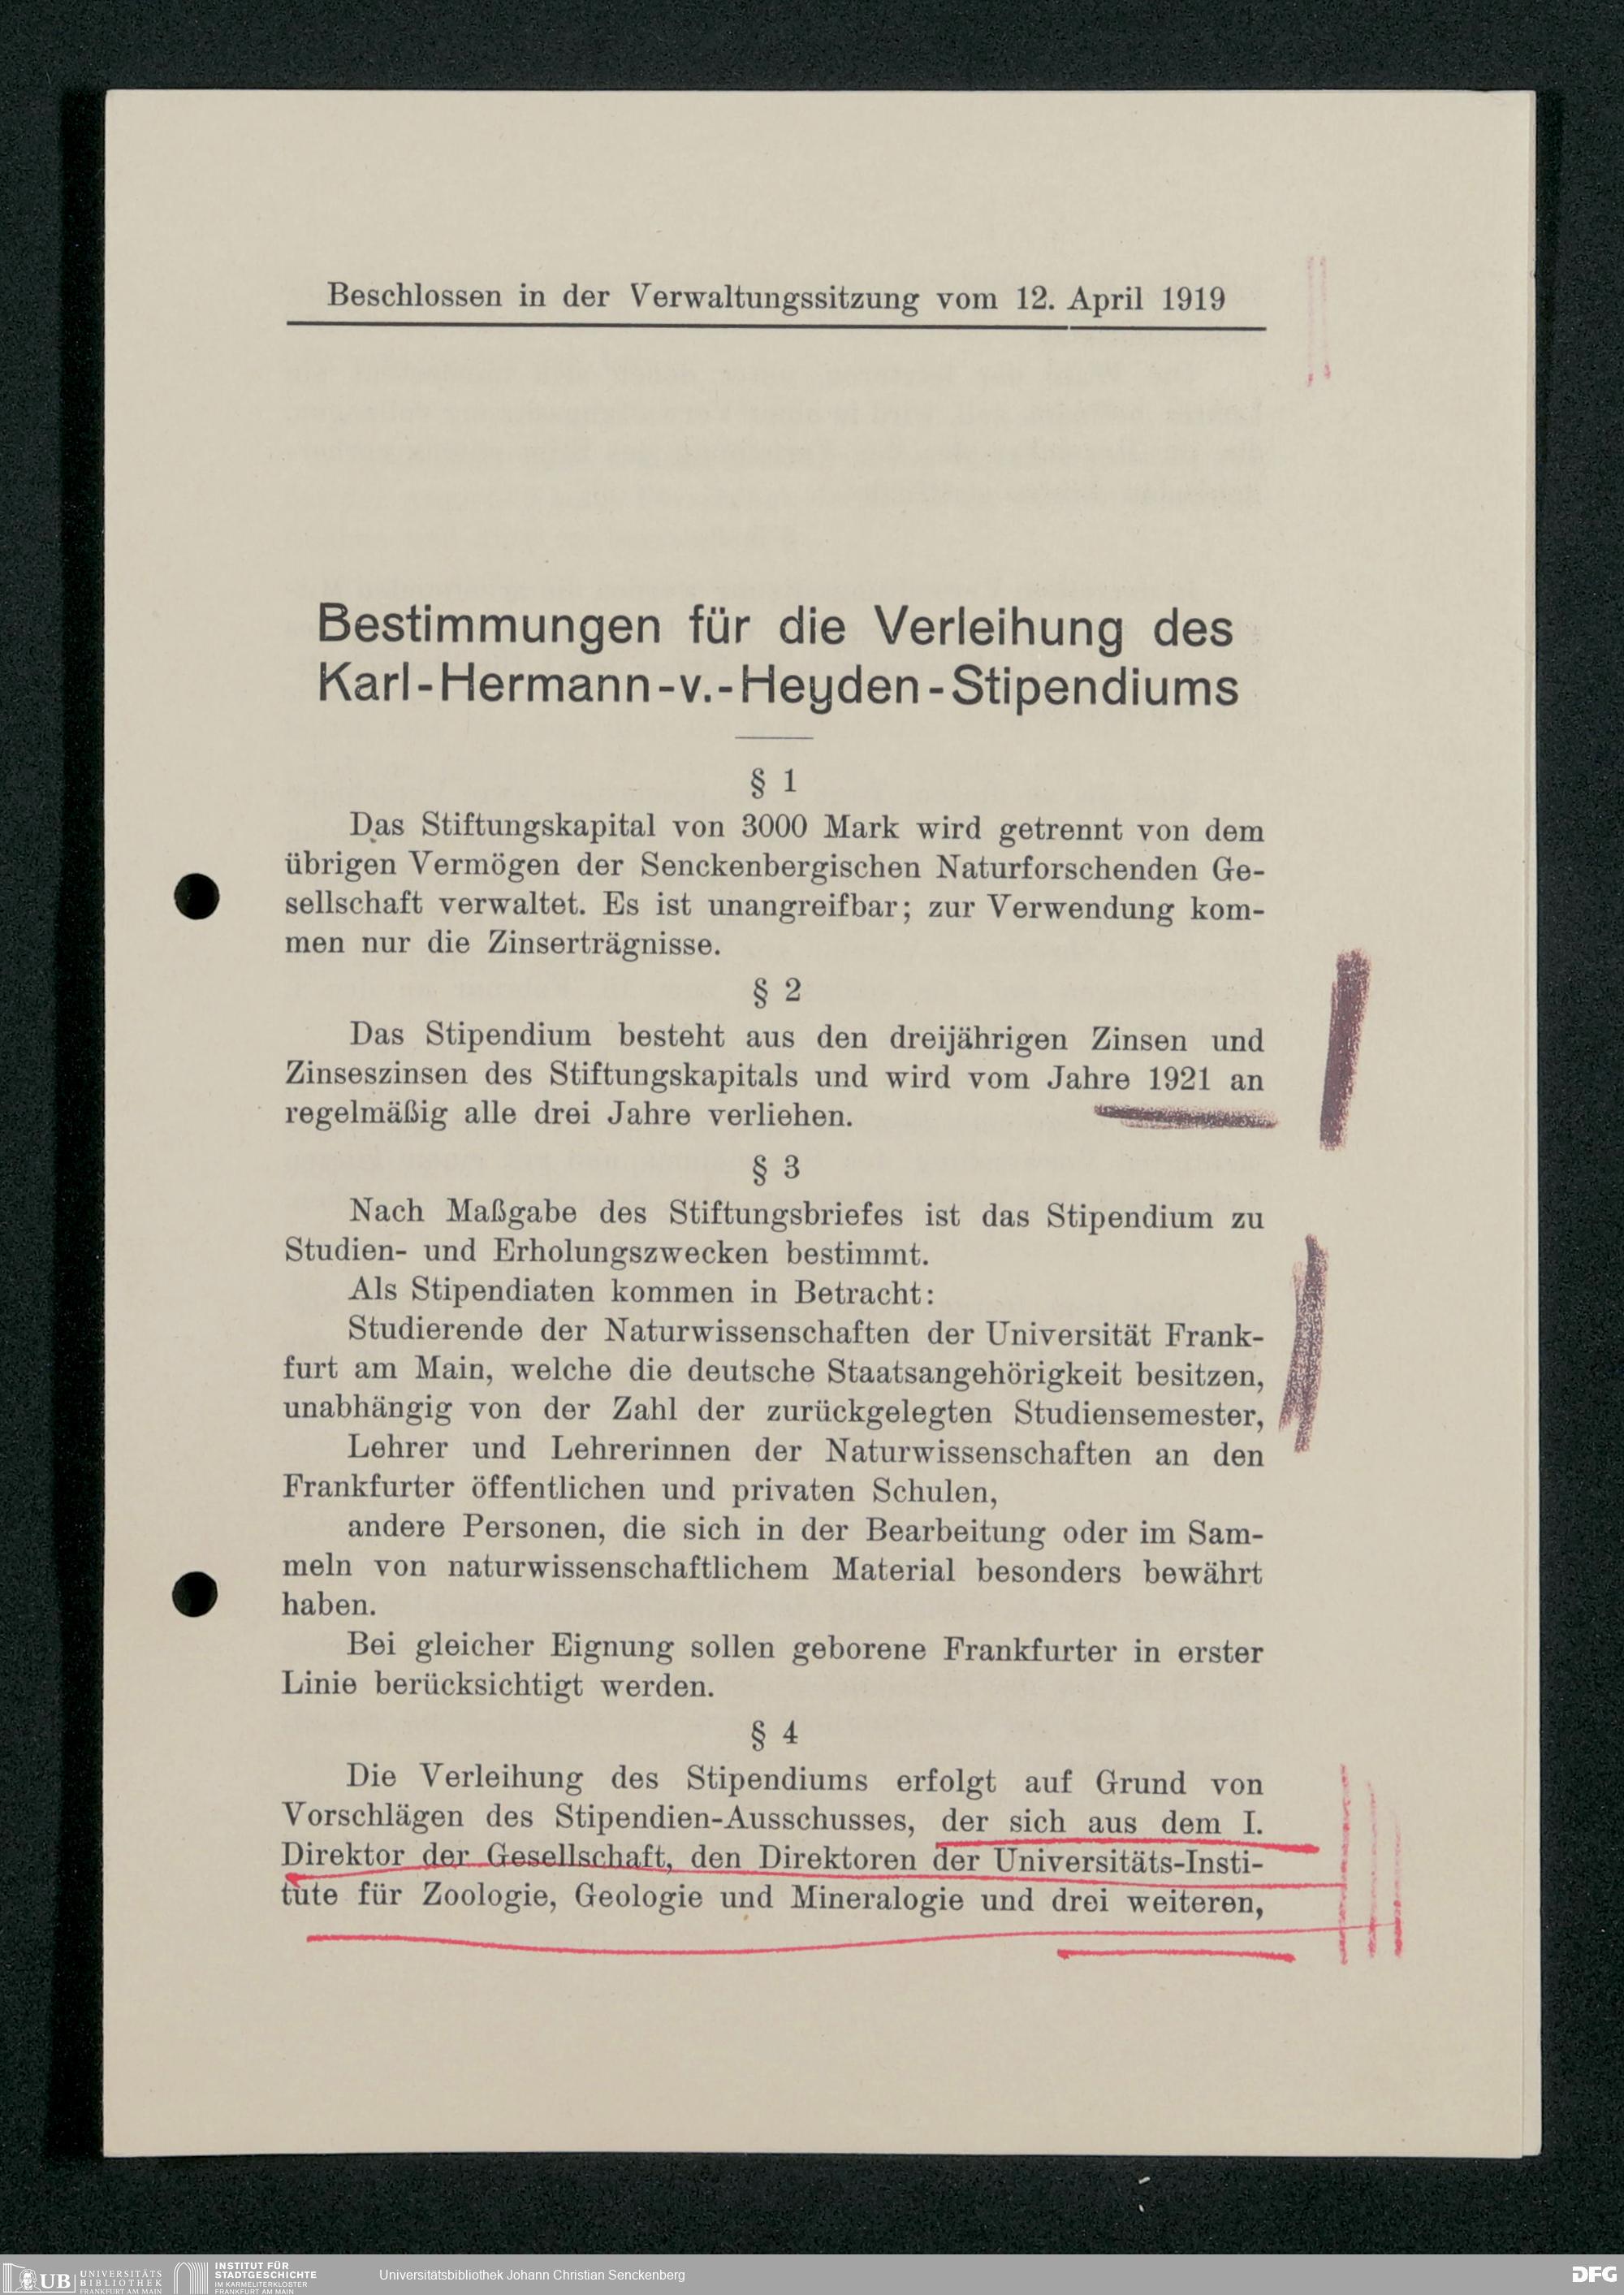 Beschlossen in der Verwaltungssitzung vom 12. April 1919
Bestimmungen für die Verleihung des
Karl-Hermann-v.-Heyden-Stipendiums
§ 1
Das Stiftungskapital von 3000 Mark wird getrennt von dem
übrigen Vermögen der Senckenbergischen Naturforschenden Ge-
sellschaft verwaltet. Es ist unangreifbar; zur Verwendung kom-
men nur die Zinserträgnisse.
§ 2
Das Stipendium besteht aus den dreijährigen Zinsen und
Zinseszinsen des Stiftungskapitals und wird vom Jahre 1921 an
regelmäßig alle drei Jahre verliehen.
§ 3
Nach Maßgabe des Stiftungsbriefes ist das Stipendium zu
Studien- und Erholungszwecken bestimmt.
Als Stipendiaten kommen in Betracht:
Studierende der Naturwissenschaften der Universität Frank-
furt am Main, welche die deutsche Staatsangehörigkeit besitzen,
unabhängig von der Zahl der zurückgelegten Studiensemester,
Lehrer und Lehrerinnen der Naturwissenschaften an den
Frankfurter öffentlichen und privaten Schulen,
andere Personen, die sich in der Bearbeitung oder im Sam-
meln von naturwissenschaftlichem Material besonders bewährt
haben.
Bei gleicher Eignung sollen geborene Frankfurter in erster
Linie berücksichtigt werden.
§ 4
Die Verleihung des Stipendiums erfolgt auf Grund von
Vorschlägen des Stipendien-Ausschusses, der sich aus dem I.
Direktor der Gesellschaft, den Direktoren der Universitäts-Insti-
tute für Zoologie, Geologie und Mineralogie und drei weiteren,
UB UNIVERSITÄTS
BIBLIOTHEK
FRANKFURT AM MAIN
INSTITUT FÜR
STADTGESCHICHTE
IM KARMELITERKLOSTER
FRANKFURT AM MAIN
Universitätsbibliothek Johann Christian Senckenberg
DFG